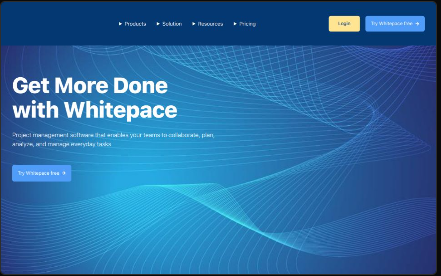 Products
Solution
Resources
Pricing
Login
Try Whitepace free →
Get More Done
with Whitepace
Project management software that enables your teams to collaborate, plan,
analyze, and manage everyday tasks
Try Whitepace free →